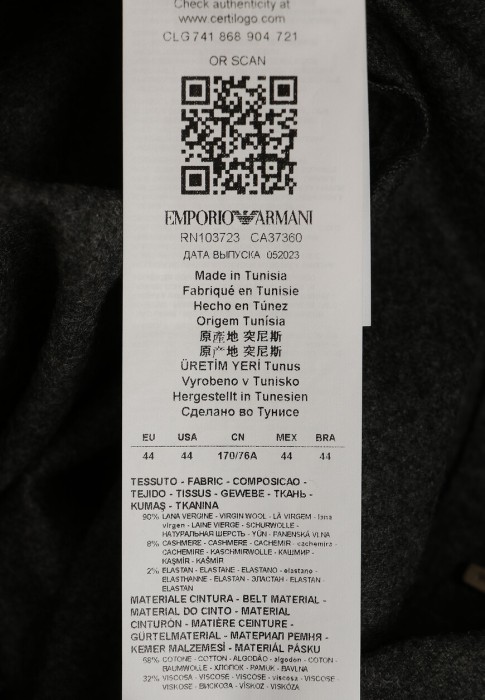 Check authenticity at
www.certilogo.com
CLG 741 868 904 721
OR SCAN
EMPORIO ARMANI
RN103723 CA37360
ДАТА ВЫПУСКА 052023
Made in Tunisia
Fabriqué en Tunisie
Hecho en Túnez
Origem Tunísia
原產地 突尼斯
原产地 突尼斯
ÜRETİM YERİ Tunus
Vyrobeno v Tunisko
Hergestellt in Tunesien
Сделано во Тунисе
EU USA CN MEX BRA
44 44 170/76A 44 44
TESSUTO - FABRIC - COMPOSICAO -
TEJIDO - TISSUS - GEWEBE - ТКАНЬ -
KUMAŞ - TKANINA
90% LANA VERGINE - VIRGIN WOOL - LÃ VIRGEM - lana
virgen - LAINE VIERGE - SCHURWOLLE -
НАТУРАЛЬНАЯ ШЕРСТЬ - YÜN - PANENSKÁ VLNA
8% CASHMERE - CASHMERE - CACHEMIR - cachemira -
CACHEMIRE - KASCHMIRWOLLE - КАШМИР -
KAŞMİR - KAŠMÍR
2% ELASTAN - ELASTANE - ELASTANO - elastano -
ELASTHANNE - ELASTAN - ЭЛАСТАН - ELASTAN -
ELASTAN
MATERIALE CINTURA - BELT MATERIAL -
MATERIAL DO CINTO - MATERIAL
CINTURÓN - MATIÈRE CEINTURE -
GÜRTELMATERIAL - МАТЕРИАЛ РЕМНЯ -
KEMER MALZEMESİ - MATERIÁL PÁSKU
68% COTONE - COTTON - ALGODÃO - algodon - COTON -
BAUMWOLLE - ХЛОПОК - PAMUK - BAVLNA
32% VISCOSA - VISCOSE - VISCOSE - viscosa - VISCOSE -
VISKOSE - ВИСКОЗА - VİSKOZ - VISKÓZA